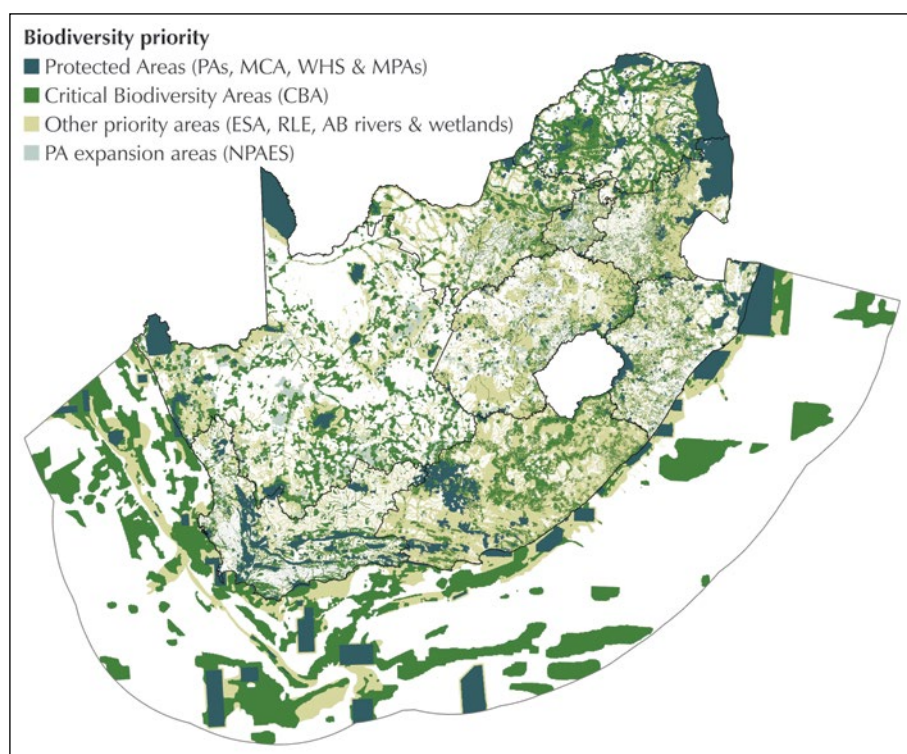 Biodiversity priority
Protected Areas (PAs, MCA, WHS & MPAs)
Critical Biodiversity Areas (CBA)
Other priority areas (ESA, RLE, AB rivers & wetlands)
PA expansion areas (NPAES)